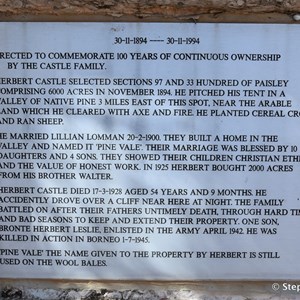 30-11-1894 ---- 30-11-1994
ERECTED TO COMMEMORATE 100 YEARS OF CONTINUOUS OWNERSHIP
BY THE CASTLE FAMILY.
HERBERT CASTLE SELECTED SECTIONS 97 AND 33 HUNDRED OF PAISLEY
COMPRISING 6000 ACRES IN NOVEMBER 1894. HE PITCHED HIS TENT IN A
VALLEY OF NATIVE PINE 3 MILES EAST OF THIS SPOT, NEAR THE ARABLE
AND WHICH HE CLEARED WITH AXE AND FIRE. HE PLANTED CEREAL CRO
AND RAN SHEEP.
HE MARRIED LILLIAN LOMMAN 20-2-1900. THEY BUILT A HOME IN THE
VALLEY AND NAMED IT 'PINE VALE'. THEIR MARRIAGE WAS BLESSED BY 10
DAUGHTERS AND 4 SONS. THEY SHOWED THEIR CHILDREN CHRISTIAN ETH
AND THE VALUE OF HONEST WORK. IN 1925 HERBERT BOUGHT 2000 ACRES
FROM HIS BROTHER WALTER.
HERBERT CASTLE DIED 17-3-1928 AGED 54 YEARS AND 9 MONTHS. HE
ACCIDENTLY DROVE OVER A CLIFF NEAR HERE AT NIGHT. THE FAMILY
BATTLED ON AFTER THEIR FATHERS UNTIMELY DEATH, THROUGH HARD TIM
AND BAD SEASONS TO KEEP AND EXTEND THEIR PROPERTY. ONE SON,
BRONTE HERBERT LESLIE, ENLISTED IN THE ARMY APRIL 1942. HE WAS
KILLED IN ACTION IN BORNEO 1-7-1945.
'PINE VALE' THE NAME GIVEN TO THE PROPERTY BY HERBERT IS STILL
USED ON THE WOOL BALES.
© Step